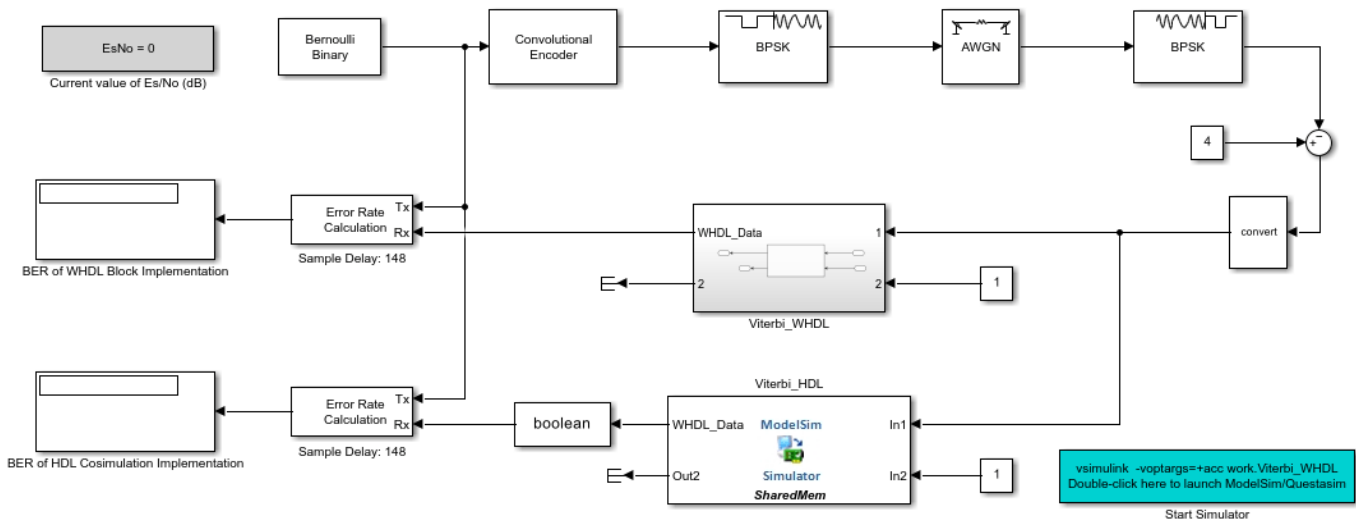 EsNo = 0
Current value of Es/No (dB)
Bernoulli
Binary
Convolutional
Encoder
BPSK
AWGN
BPSK
4
+
−
convert
BER of WHDL Block Implementation
Error Rate
Calculation
Tx
Rx
Sample Delay: 148
WHDL_Data
2
1
2
Viterbi_WHDL
1
BER of HDL Cosimulation Implementation
Error Rate
Calculation
Tx
Rx
Sample Delay: 148
boolean
Viterbi_HDL
WHDL_Data
Out2
ModelSim
Simulator
SharedMem
In1
In2
1
vsimulink -voptargs=+acc work.Viterbi_WHDL
Double-click here to launch ModelSim/Questasim
Start Simulator